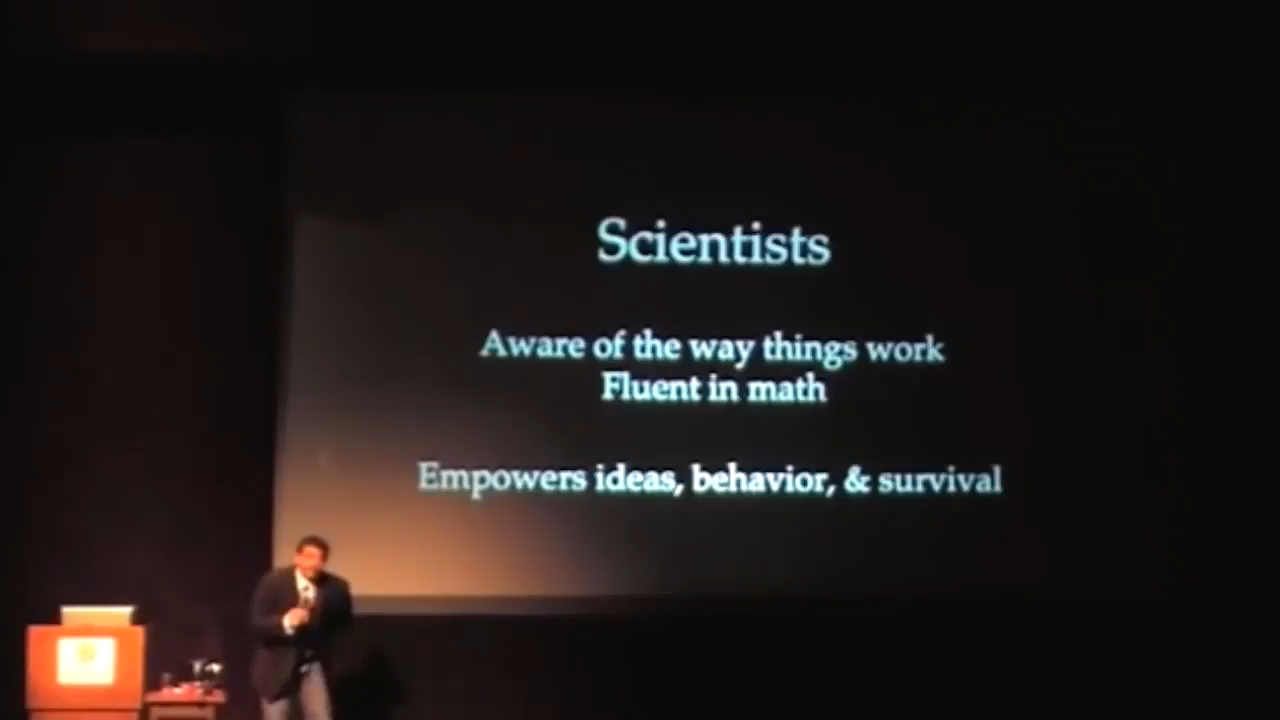 Scientists
Aware of the way things work
Fluent in math
Empowers ideas, behavior, & survival